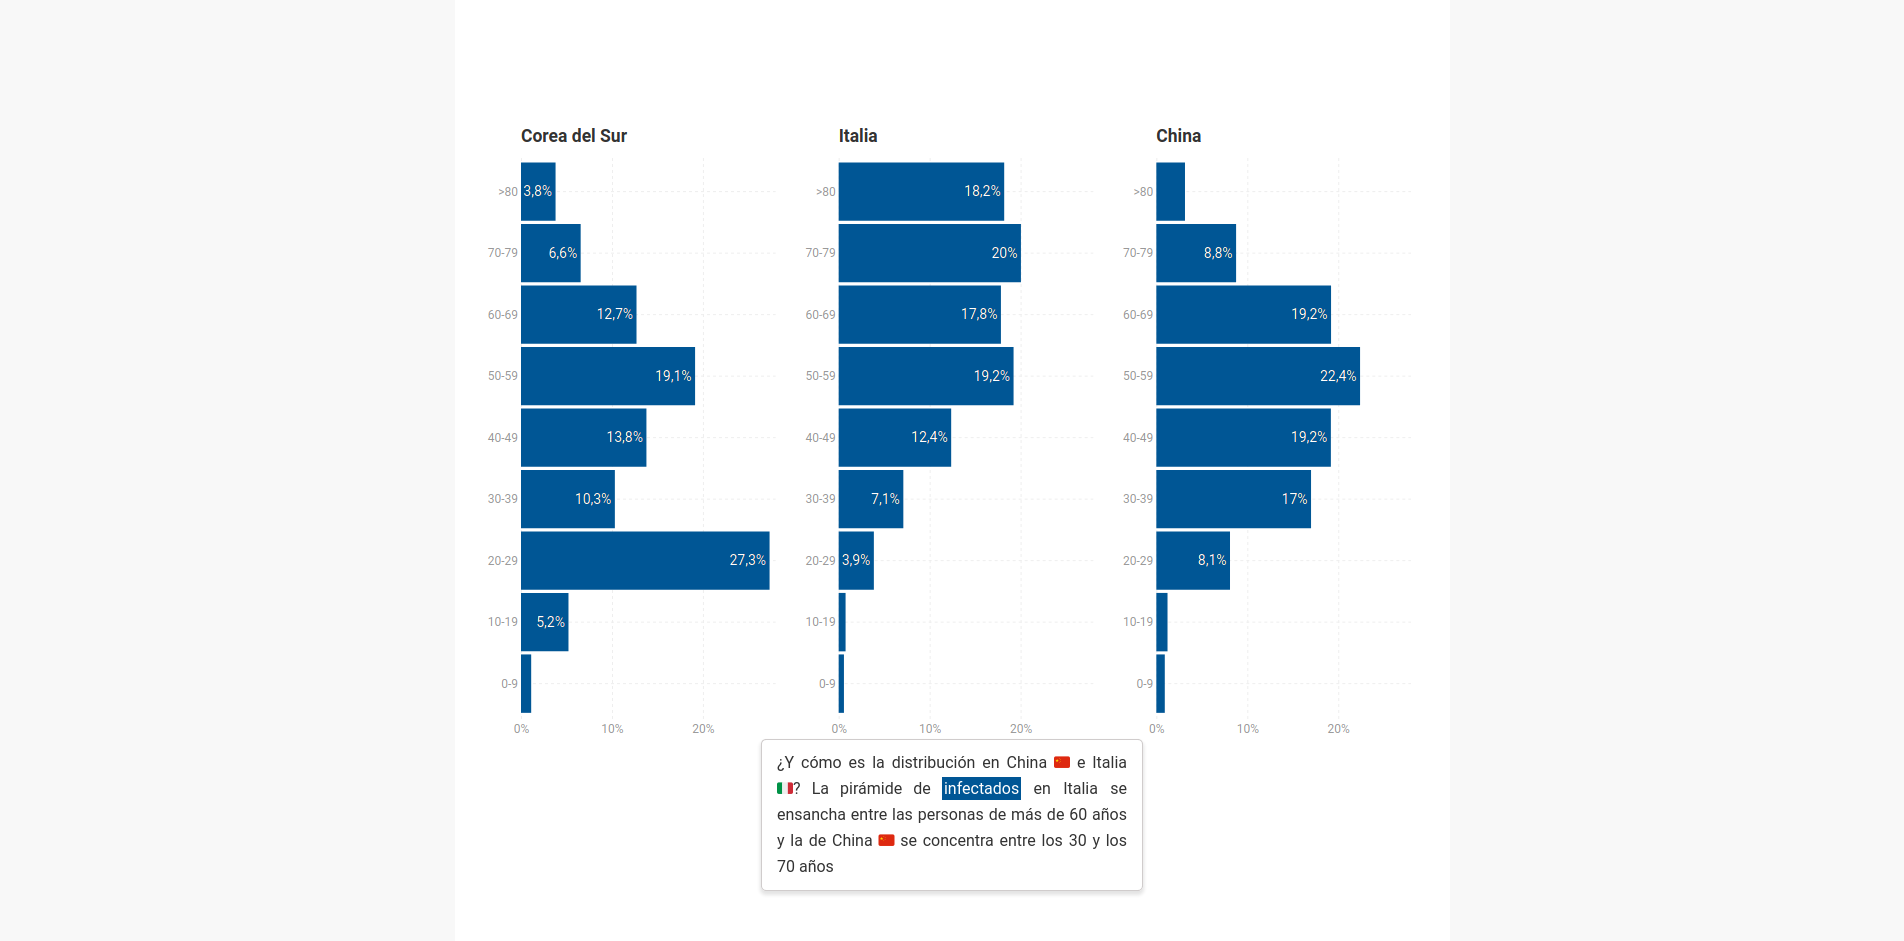 Corea del Sur
>80 3,8%
70-79 6,6%
60-69 12,7%
50-59 19,1%
40-49 13,8%
30-39 10,3%
20-29 27,3%
10-19 5,2%
0-9
0% 10% 20%
Italia
>80 18,2%
70-79 20%
60-69 17,8%
50-59 19,2%
40-49 12,4%
30-39 7,1%
20-29 3,9%
10-19
0-9
0% 10% 20%
China
>80
70-79 8,8%
60-69 19,2%
50-59 22,4%
40-49 19,2%
30-39 17%
20-29 8,1%
10-19
0-9
0% 10% 20%
¿Y cómo es la distribución en China 🇨🇳 e Italia
🇮🇹? La pirámide de infectados en Italia se
ensancha entre las personas de más de 60 años
y la de China 🇨🇳 se concentra entre los 30 y los
70 años